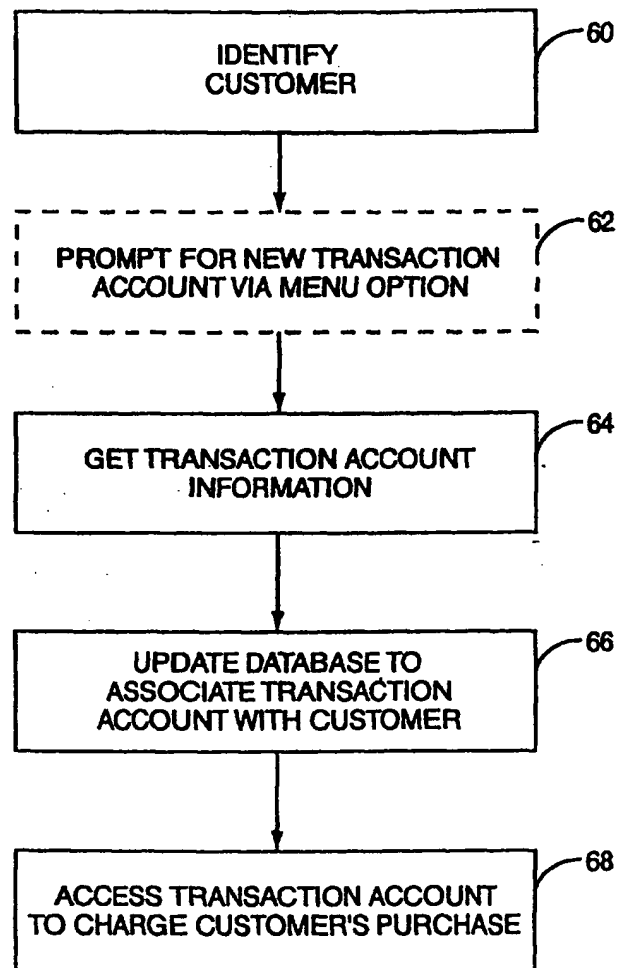 IDENTIFY
CUSTOMER
60
PROMPT FOR NEW TRANSACTION
ACCOUNT VIA MENU OPTION
62
GET TRANSACTION ACCOUNT
INFORMATION
64
UPDATE DATABASE TO
ASSOCIATE TRANSACTION
ACCOUNT WITH CUSTOMER
66
ACCESS TRANSACTION ACCOUNT
TO CHARGE CUSTOMER'S PURCHASE
68